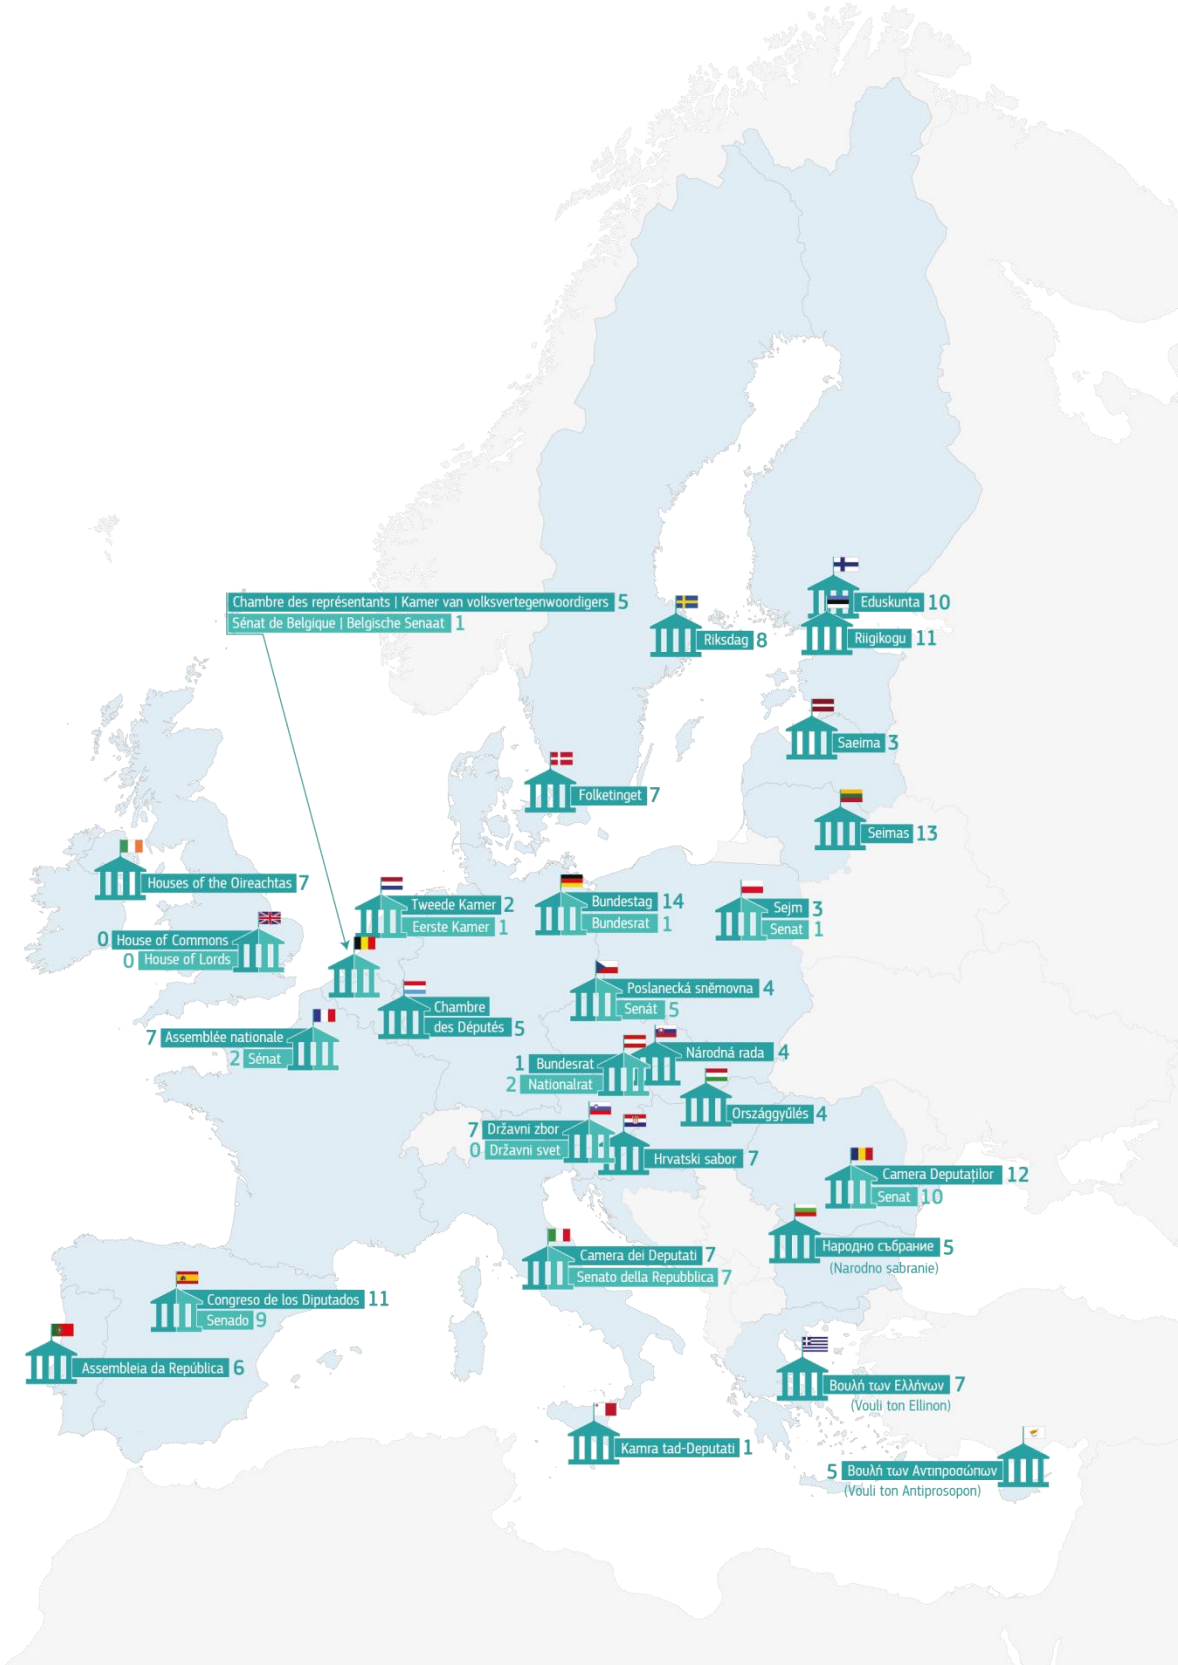 Eduskunta 10
Chambre des représentants | Kamer van volksvertegenwoordigers 5
Sénat de Belgique | Belgische Senaat 1
Riksdag 8
Riigikogu 11
Saeima 3
Folketinget 7
Seimas 13
Houses of the Oireachtas 7
Tweede Kamer 2
Eerste Kamer 1
Bundestag 14
Bundesrat 1
Sejm 3
Senat 1
0 House of Commons
0 House of Lords
Poslanecká sněmovna 4
Senát 5
Chambre
des Députés 5
7 Assemblée nationale
2 Sénat
Národná rada 4
1 Bundesrat
2 Nationalrat
Országgyűlés 4
7 Državni zbor
0 Državni svet
Hrvatski sabor 7
Camera Deputaților 12
Senat 10
Народно събрание 5
(Narodno sabranie)
Camera dei Deputati 7
Senato della Repubblica 7
Congreso de los Diputados 11
Senado 9
Assembleia da República 6
Βουλή των Ελλήνων 7
(Vouli ton Ellinon)
Kamra tad-Deputati 1
5 Βουλή των Αντιπροσώπων
(Vouli ton Antiprosopon)